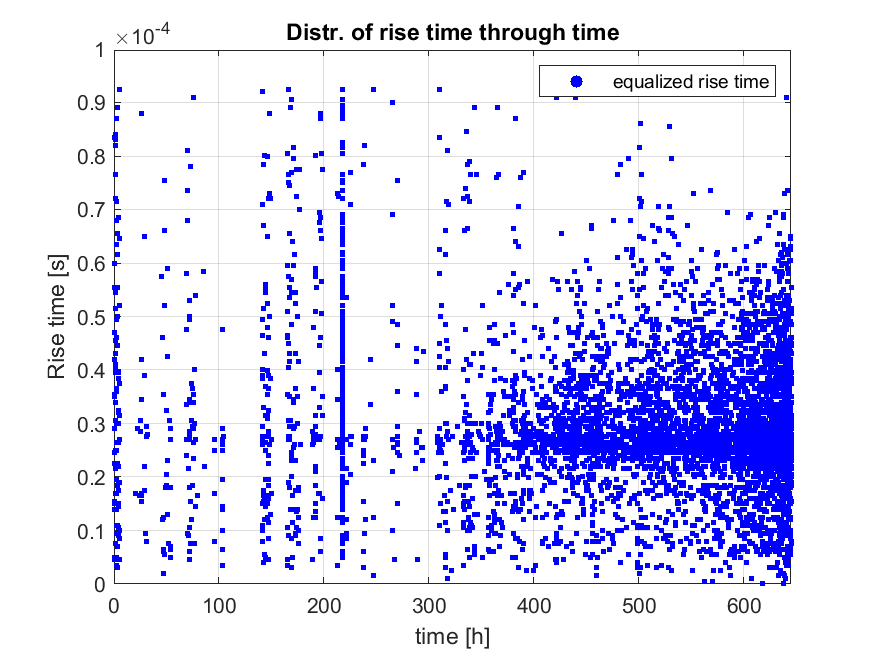 Distr. of rise time through time
×10-4
equalized rise time
Rise time [s]
1
0.9
0.8
0.7
0.6
0.5
0.4
0.3
0.2
0.1
0
0 100 200 300 400 500 600
time [h]